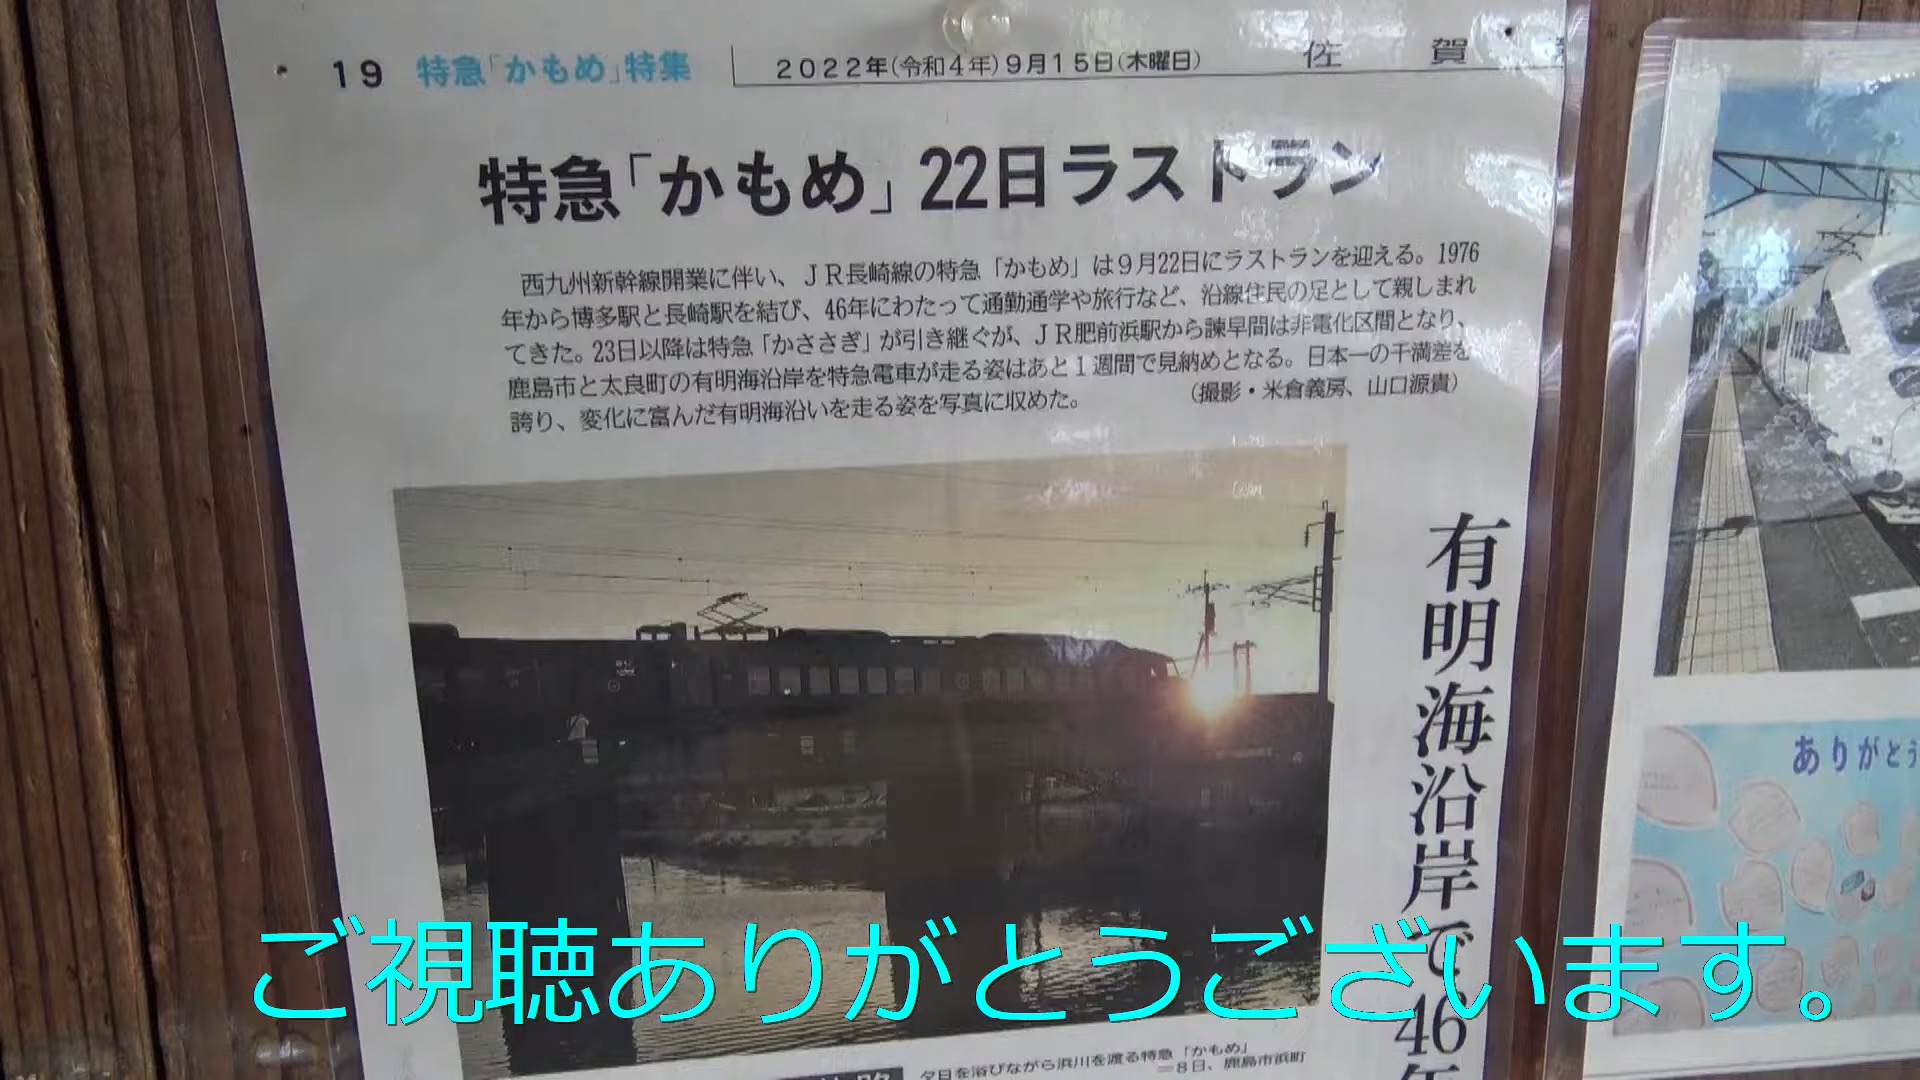 19 特急「かもめ」特集 2022年(令和4年)9月15日(木曜日) 佐 賀
特急「かもめ」22日ラストラン
西九州新幹線開業に伴い、ＪＲ長崎線の特急「かもめ」は9月22日にラストランを迎える。1976
年から博多駅と長崎駅を結び、46年にわたって通勤通学や旅行など、沿線住民の足として親しまれ
てきた。23日以降は特急「かささぎ」が引き継ぐが、ＪＲ肥前浜駅から諫早間は非電化区間となり、
鹿島市と太良町の有明海沿岸を特急電車が走る姿はあと1週間で見納めとなる。日本一の干満差を
誇り、変化に富んだ有明海沿いを走る姿を写真に収めた。 （撮影・米倉義房、山口源貴）
有明海沿岸で46年
ありがとう
ご視聴ありがとうございます。
夕日を浴びながら浜川を渡る特急「かもめ」
＝8日、鹿島市浜町